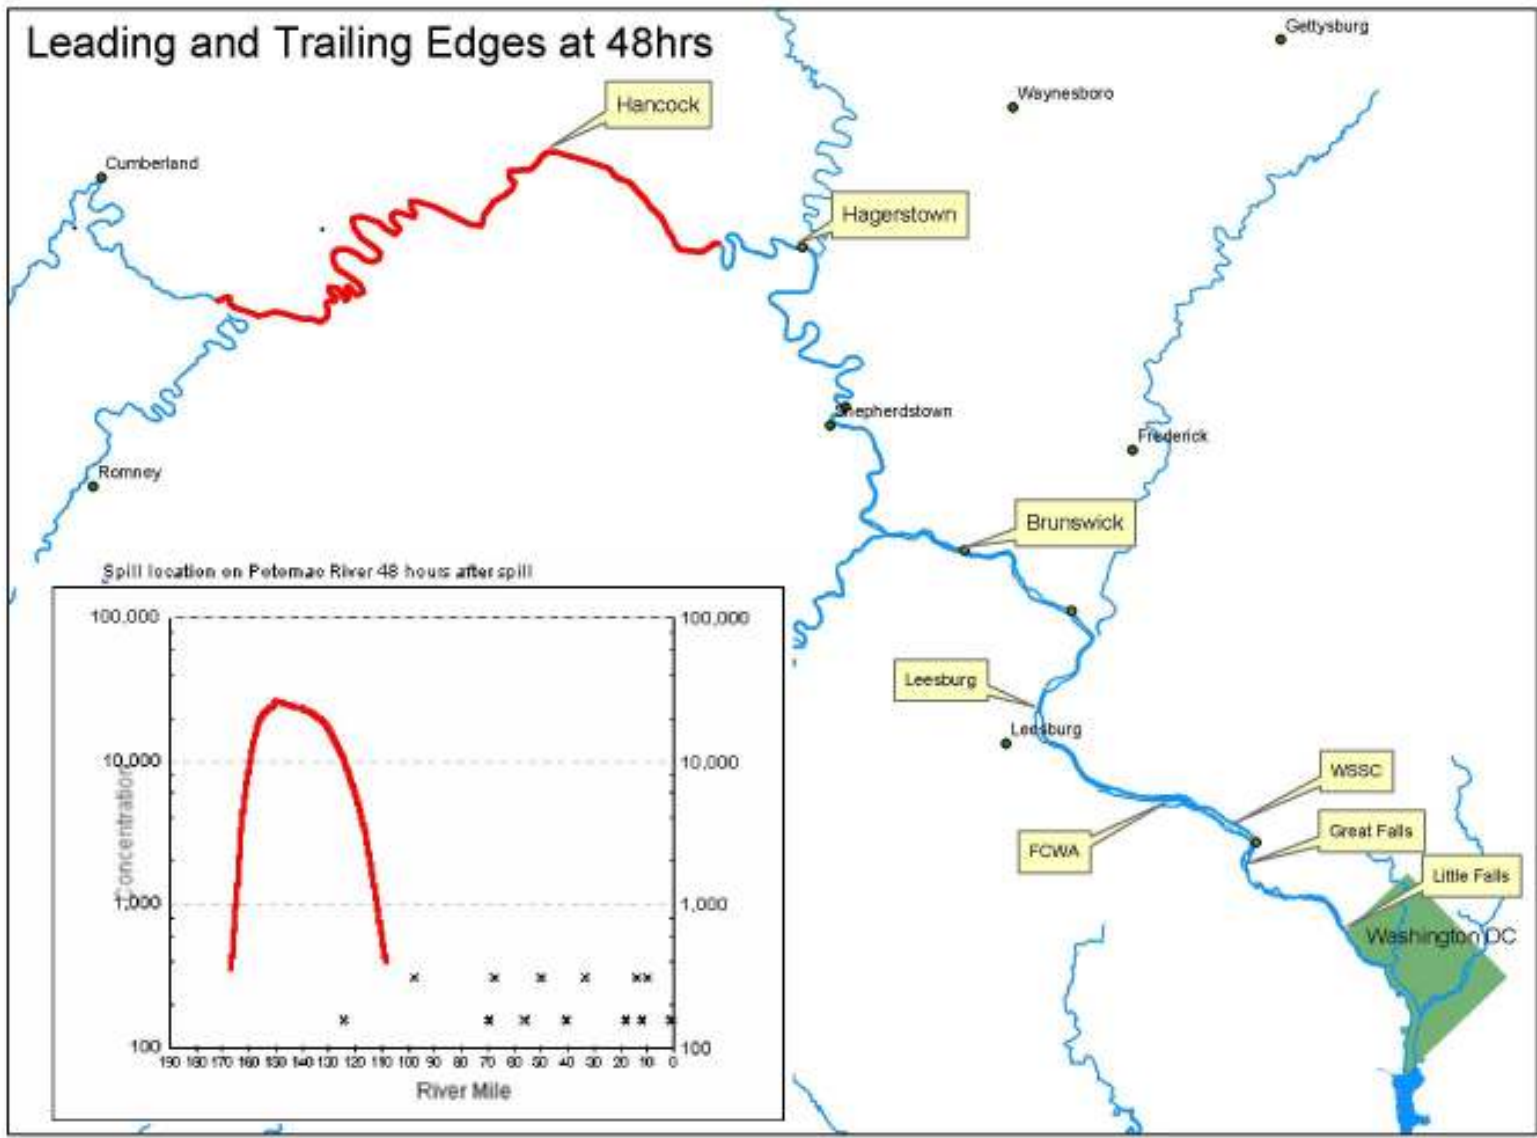 Leading and Trailing Edges at 48hrs
Gettysburg
Waynesboro
Hancock
Cumberland
Hagerstown
Shepherdstown
Frederick
Romney
Brunswick
Leesburg
Leesburg
WSSC
Great Falls
FCWA
Little Falls
Washington DC
Spill location on Potomac River 48 hours after spill
100,000
100,000
10,000
10,000
Concentration
1,000
1,000
100
100
190 180 170 160 150 140 130 120 110 100 90 80 70 60 50 40 30 20 10 0
River Mile